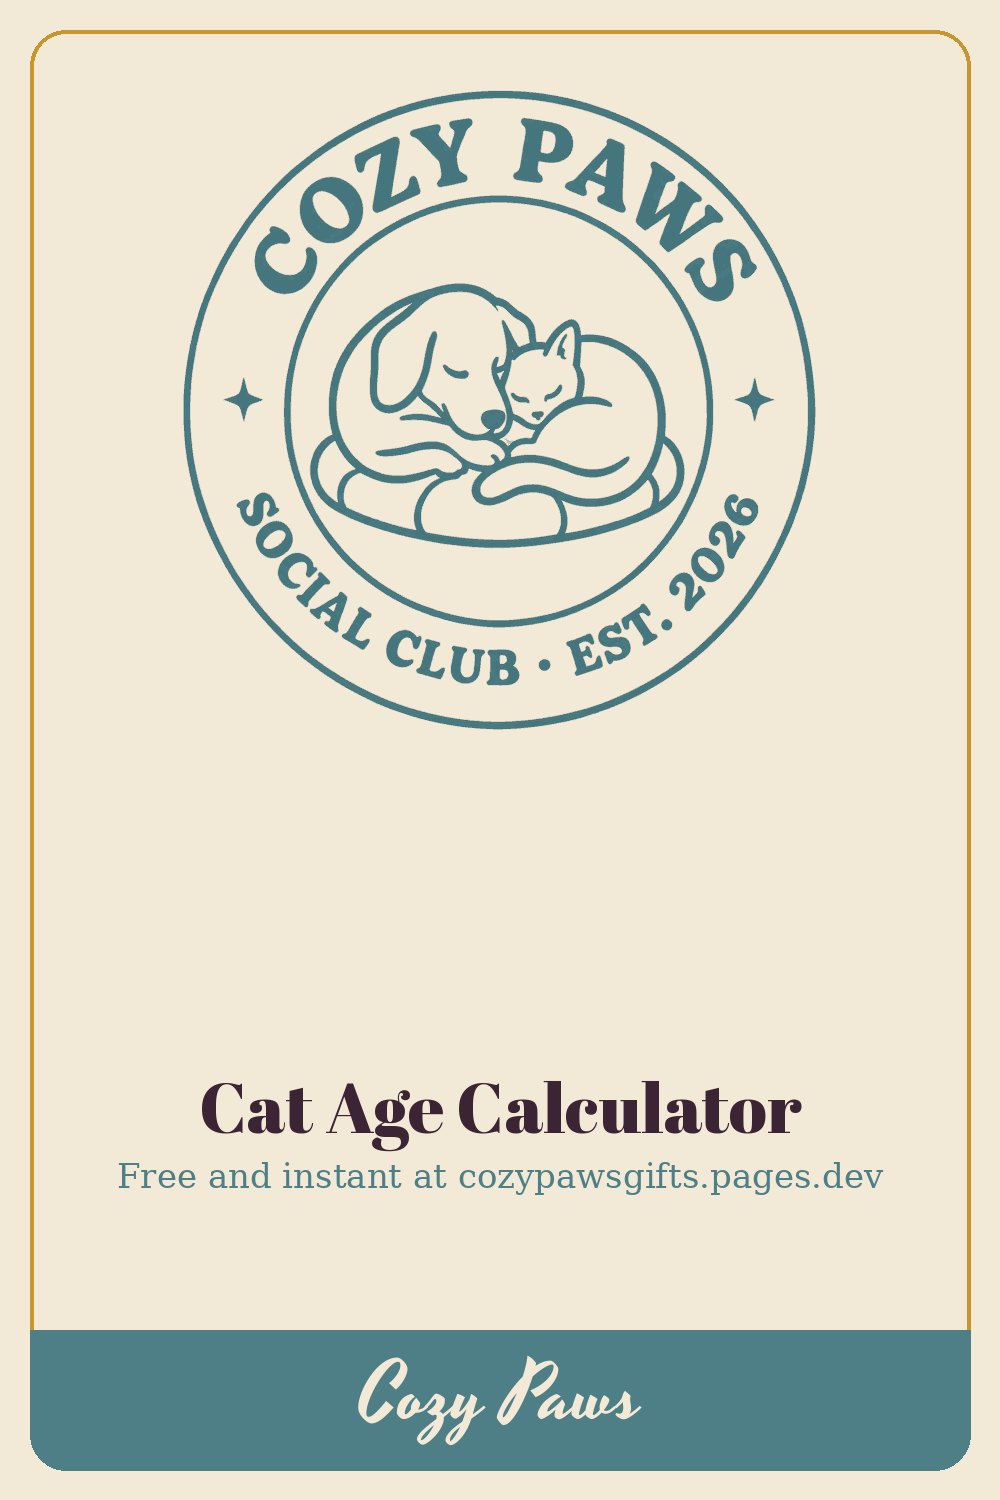 COZY PAWS
SOCIAL CLUB · EST. 2026
Cat Age Calculator
Free and instant at cozypawsgifts.pages.dev
Cozy Paws